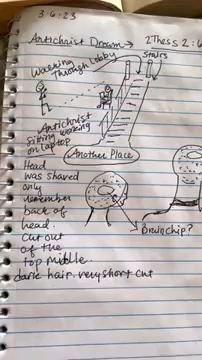 3-6-23
Antichrist Dream → 2 Thess 2:6
Stairs
Walking
Through Lobby
Antichrist
sitting working
on laptop
Another Place
Head
was shaved
only
remember
back of
head.
Cut out
of the
top middle.
dark hair. very short cut
Brainchip?